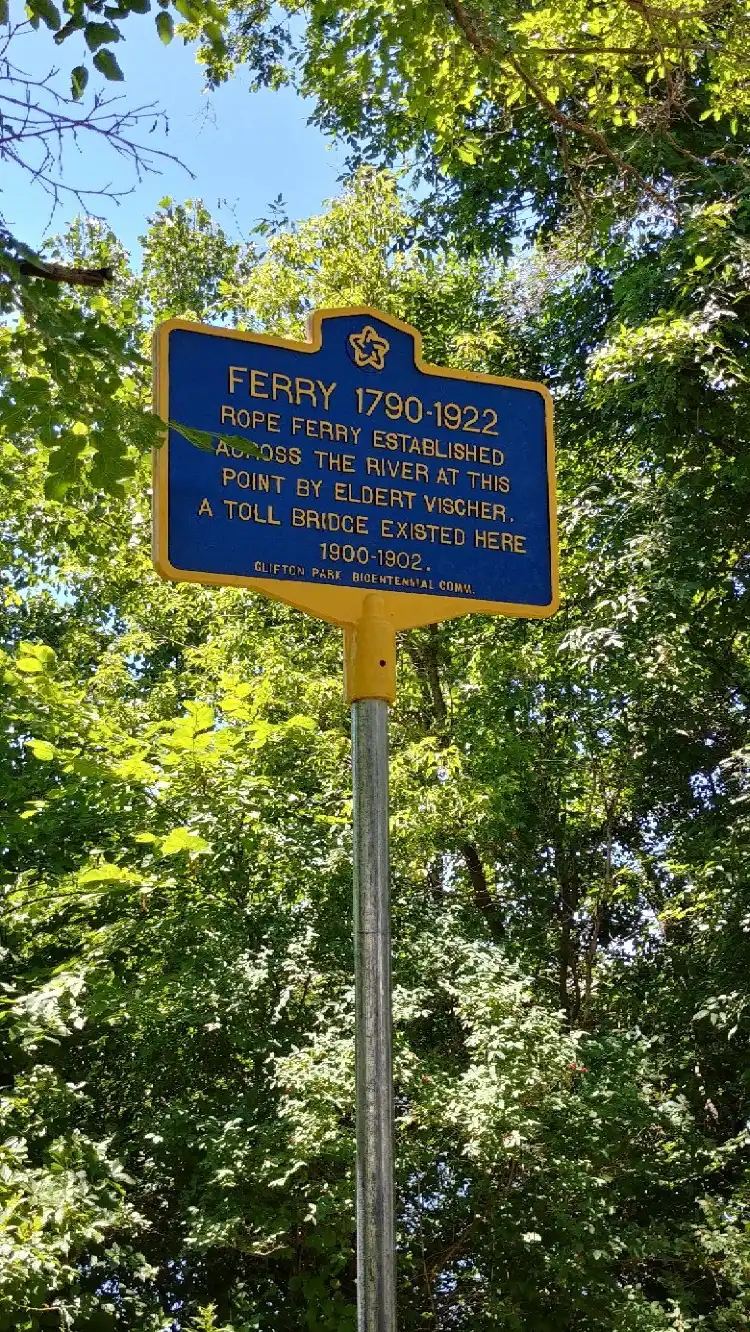 FERRY 1790-1922
ROPE FERRY ESTABLISHED
ACROSS THE RIVER AT THIS
POINT BY ELDERT VISCHER.
A TOLL BRIDGE EXISTED HERE
1900-1902.
CLIFTON PARK BICENTENNIAL COMM.